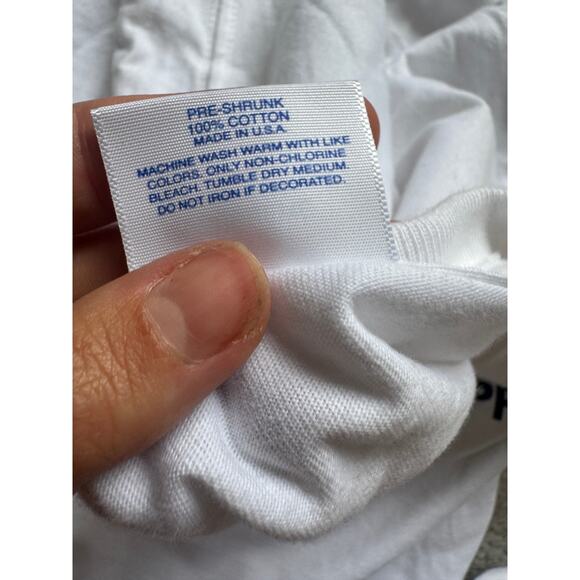 PRE-SHRUNK
100% COTTON
MADE IN U.S.A.
MACHINE WASH WARM WITH LIKE
COLORS. ONLY NON-CHLORINE
BLEACH. TUMBLE DRY MEDIUM.
DO NOT IRON IF DECORATED.